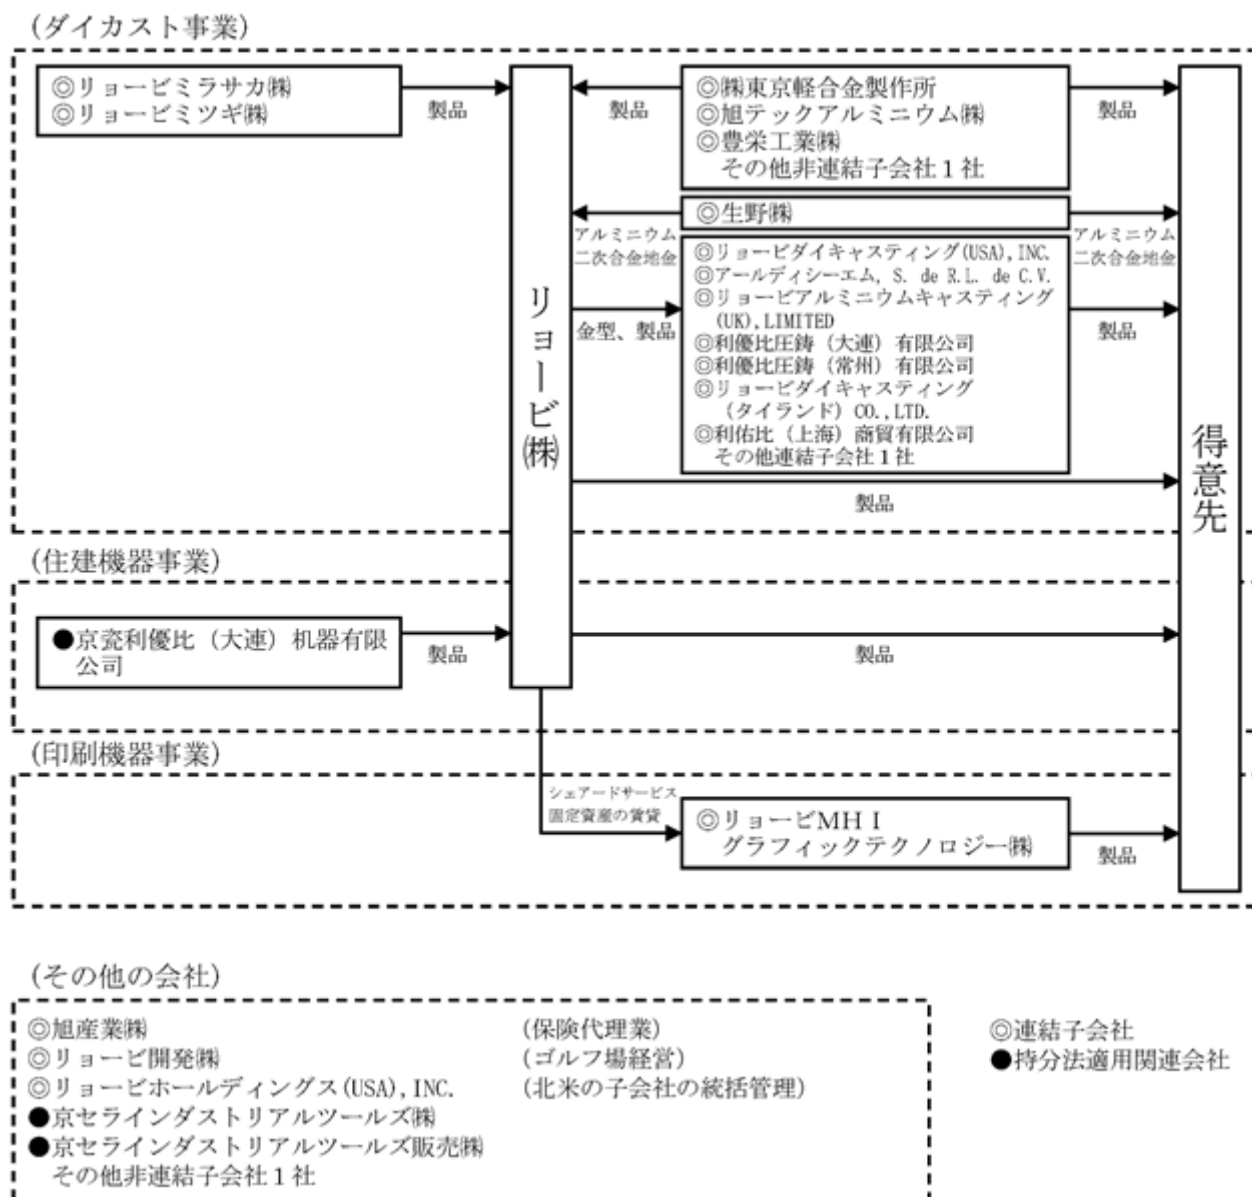 (ダイカスト事業)
◎リョービミラサカ㈱
◎リョービミツギ㈱
製品
製品
◎㈱東京軽合金製作所
◎旭テックアルミニウム㈱
◎豊栄工業㈱
その他非連結子会社1社
製品
◎生野㈱
アルミニウム
二次合金地金
アルミニウム
二次合金地金
リョービ㈱
金型、製品
◎リョービダイキャスティング(USA), INC.
◎アールディシーエム, S. de R.L. de C.V.
◎リョービアルミニウムキャスティング
(UK), LIMITED
◎利優比圧鋳（大連）有限公司
◎利優比圧鋳（常州）有限公司
◎リョービダイキャスティング
（タイランド）CO., LTD.
◎利佑比（上海）商貿有限公司
その他連結子会社1社
製品
製品
得意先
(住建機器事業)
●京瓷利優比（大連）机器有限
公司
製品
製品
(印刷機器事業)
シェアードサービス
固定資産の賃貸
◎リョービMHI
グラフィックテクノロジー㈱
製品
(その他の会社)
◎旭産業㈱ (保険代理業)
◎リョービ開発㈱ (ゴルフ場経営)
◎リョービホールディングス(USA), INC. (北米の子会社の統括管理)
●京セラインダストリアルツールズ㈱
●京セラインダストリアルツールズ販売㈱
その他非連結子会社1社
◎連結子会社
●持分法適用関連会社